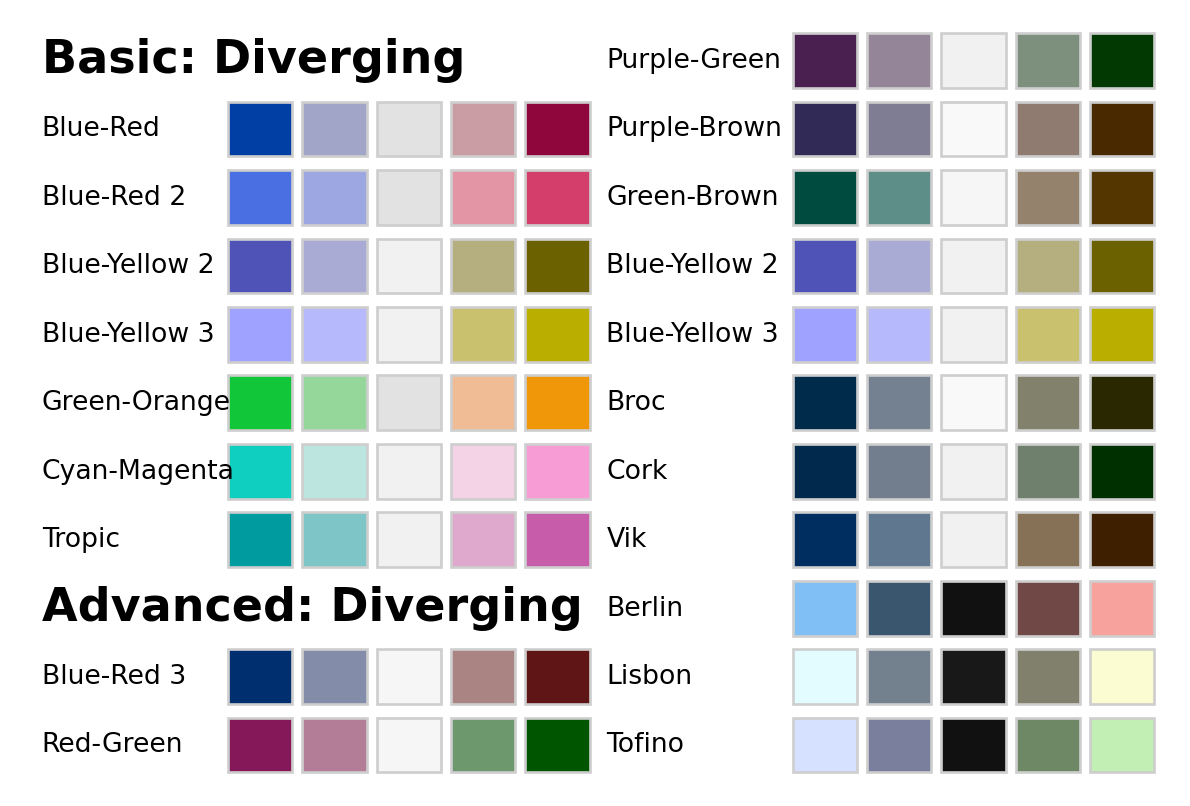 Basic: Diverging
Blue-Red
Blue-Red 2
Blue-Yellow 2
Blue-Yellow 3
Green-Orange
Cyan-Magenta
Tropic
Advanced: Diverging
Blue-Red 3
Red-Green
Purple-Green
Purple-Brown
Green-Brown
Blue-Yellow 2
Blue-Yellow 3
Broc
Cork
Vik
Berlin
Lisbon
Tofino